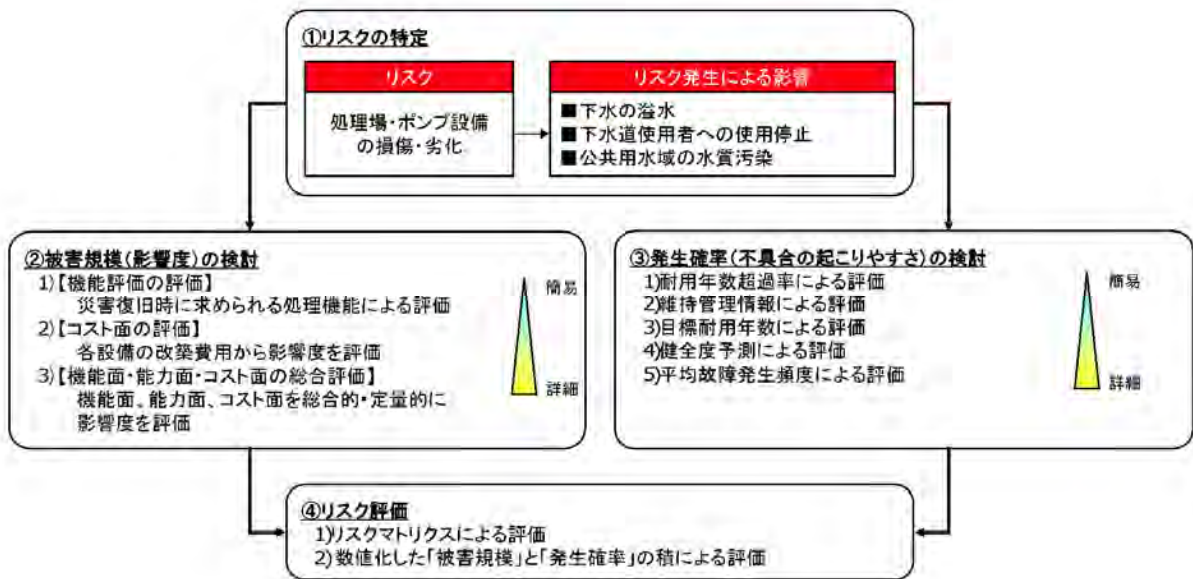 ①リスクの特定
リスク
処理場・ポンプ設備
の損傷・劣化
リスク発生による影響
■下水の溢水
■下水道使用者への使用停止
■公共用水域の水質汚染
②被害規模(影響度)の検討
1)【機能評価の評価】
災害復旧時に求められる処理機能による評価
2)【コスト面の評価】
各設備の改築費用から影響度を評価
3)【機能面・能力面・コスト面の総合評価】
機能面、能力面、コスト面を総合的・定量的に
影響度を評価
簡易
詳細
③発生確率(不具合の起こりやすさ)の検討
1)耐用年数超過率による評価
2)維持管理情報による評価
3)目標耐用年数による評価
4)健全度予測による評価
5)平均故障発生頻度による評価
簡易
詳細
④リスク評価
1)リスクマトリクスによる評価
2)数値化した「被害規模」と「発生確率」の積による評価